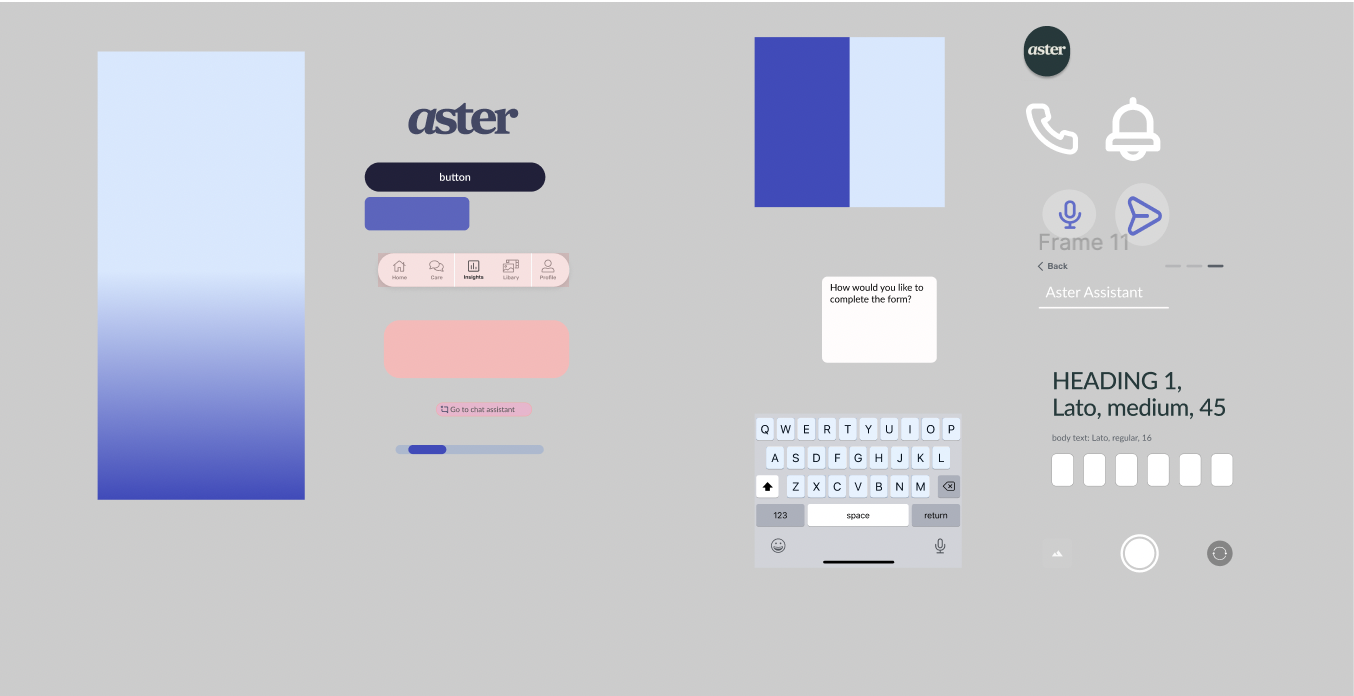 aster
button
Home
Care
Insights
Libary
Profile
Go to chat assistant
How would you like to
complete the form?
Q W E R T Y U I O P
A S D F G H J K L
Z X C V B N M
123 space return
aster
Frame 11
Back
Aster Assistant
HEADING 1,
Lato, medium, 45
body text: Lato, regular, 16